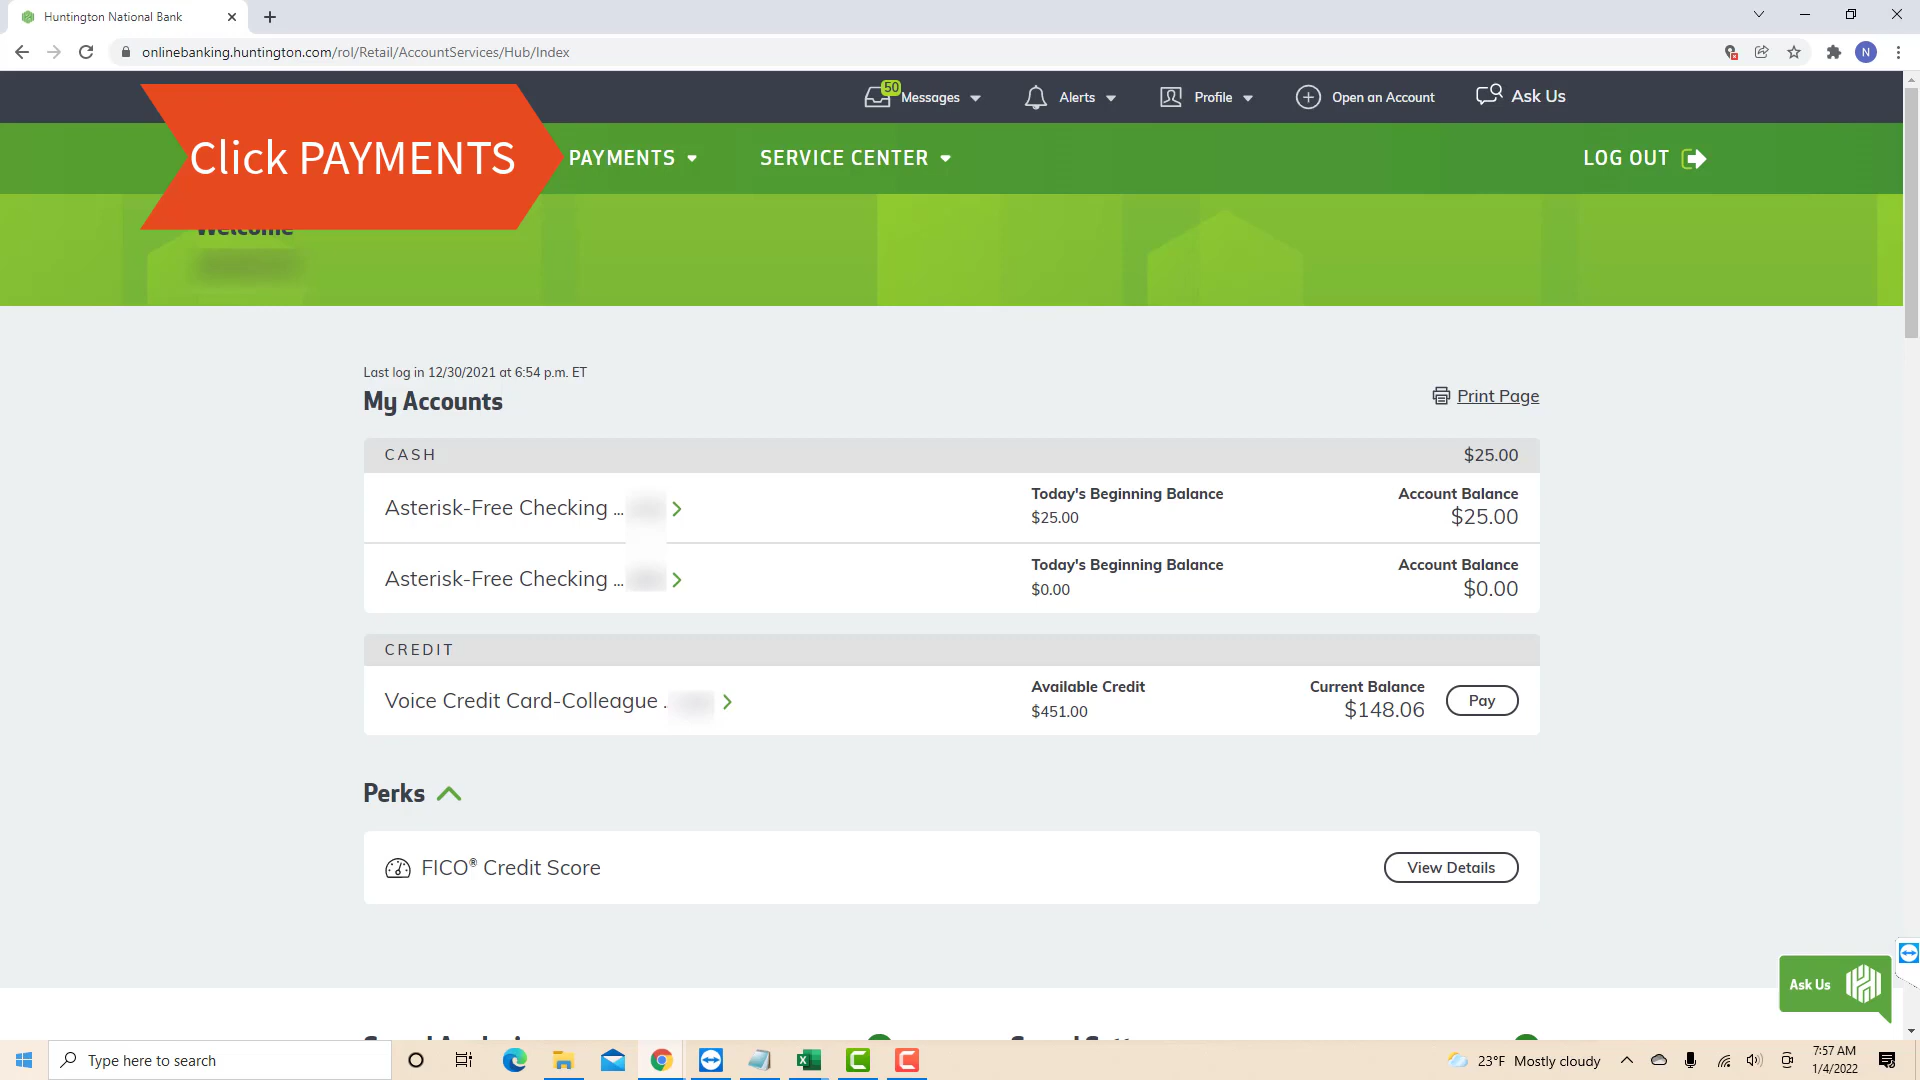 Huntington National Bank
onlinebanking.huntington.com/rol/Retail/AccountServices/Hub/Index
N
50
Messages
Alerts
Profile
Open an Account
Ask Us
Click PAYMENTS
PAYMENTS
SERVICE CENTER
LOG OUT
Welcome
Last log in 12/30/2021 at 6:54 p.m. ET
My Accounts
Print Page
CASH
$25.00
Asterisk-Free Checking ...
Today's Beginning Balance
$25.00
Account Balance
$25.00
Asterisk-Free Checking ...
Today's Beginning Balance
$0.00
Account Balance
$0.00
CREDIT
Voice Credit Card-Colleague .
Available Credit
$451.00
Current Balance
$148.06
Pay
Perks
FICO® Credit Score
View Details
Ask Us
Type here to search
23°F Mostly cloudy
7:57 AM
1/4/2022